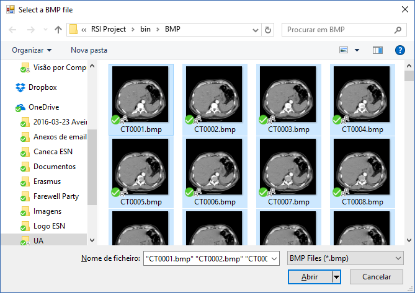 Select a BMP file
« RSI Project > bin > BMP
Procurar em BMP
Organizar
Nova pasta
Visão por Comp
Dropbox
OneDrive
2016-03-23 Avei
Anexos de email
Caneca ESN
Documentos
Erasmus
Farewell Party
Imagens
Logo ESN
UA
CT0001.bmp CT0002.bmp CT0003.bmp CT0004.bmp
CT0005.bmp CT0006.bmp CT0007.bmp CT0008.bmp
Nome de ficheiro: "CT0001.bmp" "CT0002.bmp" "CT000 BMP Files (*.bmp)
Abrir Cancelar